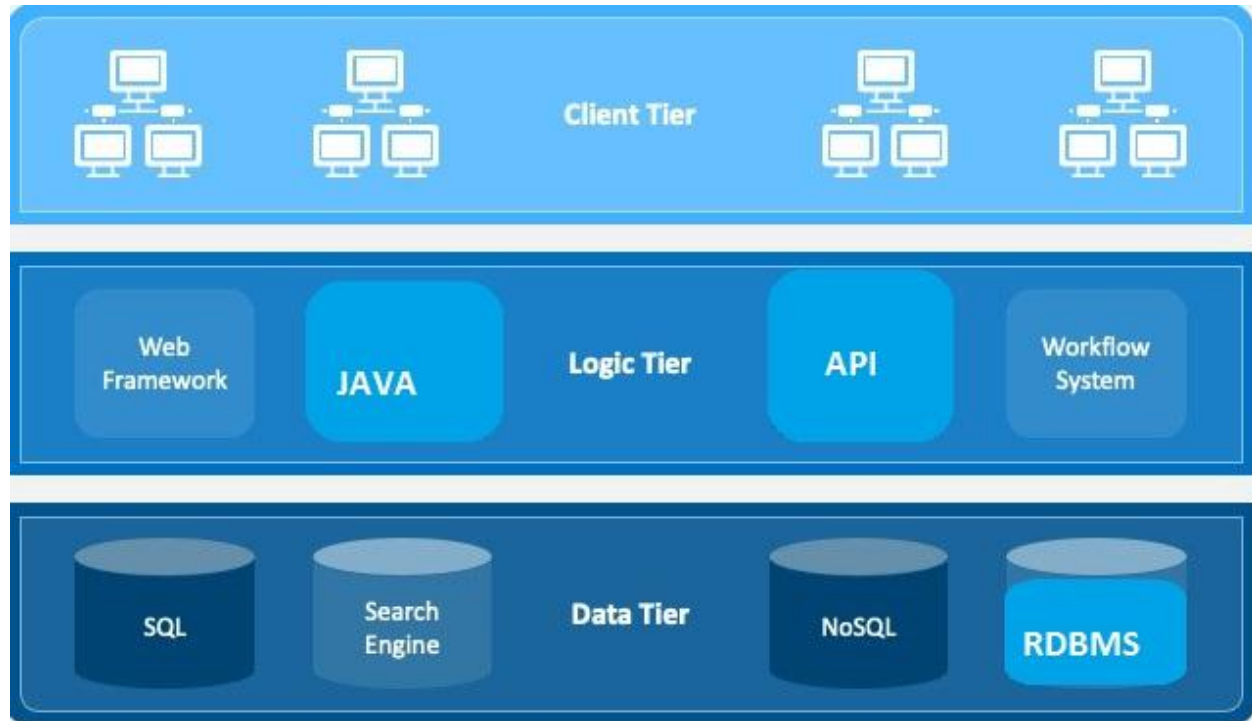 Client Tier
Web
Framework
JAVA
Logic Tier
API
Workflow
System
SQL
Search
Engine
Data Tier
NoSQL
RDBMS